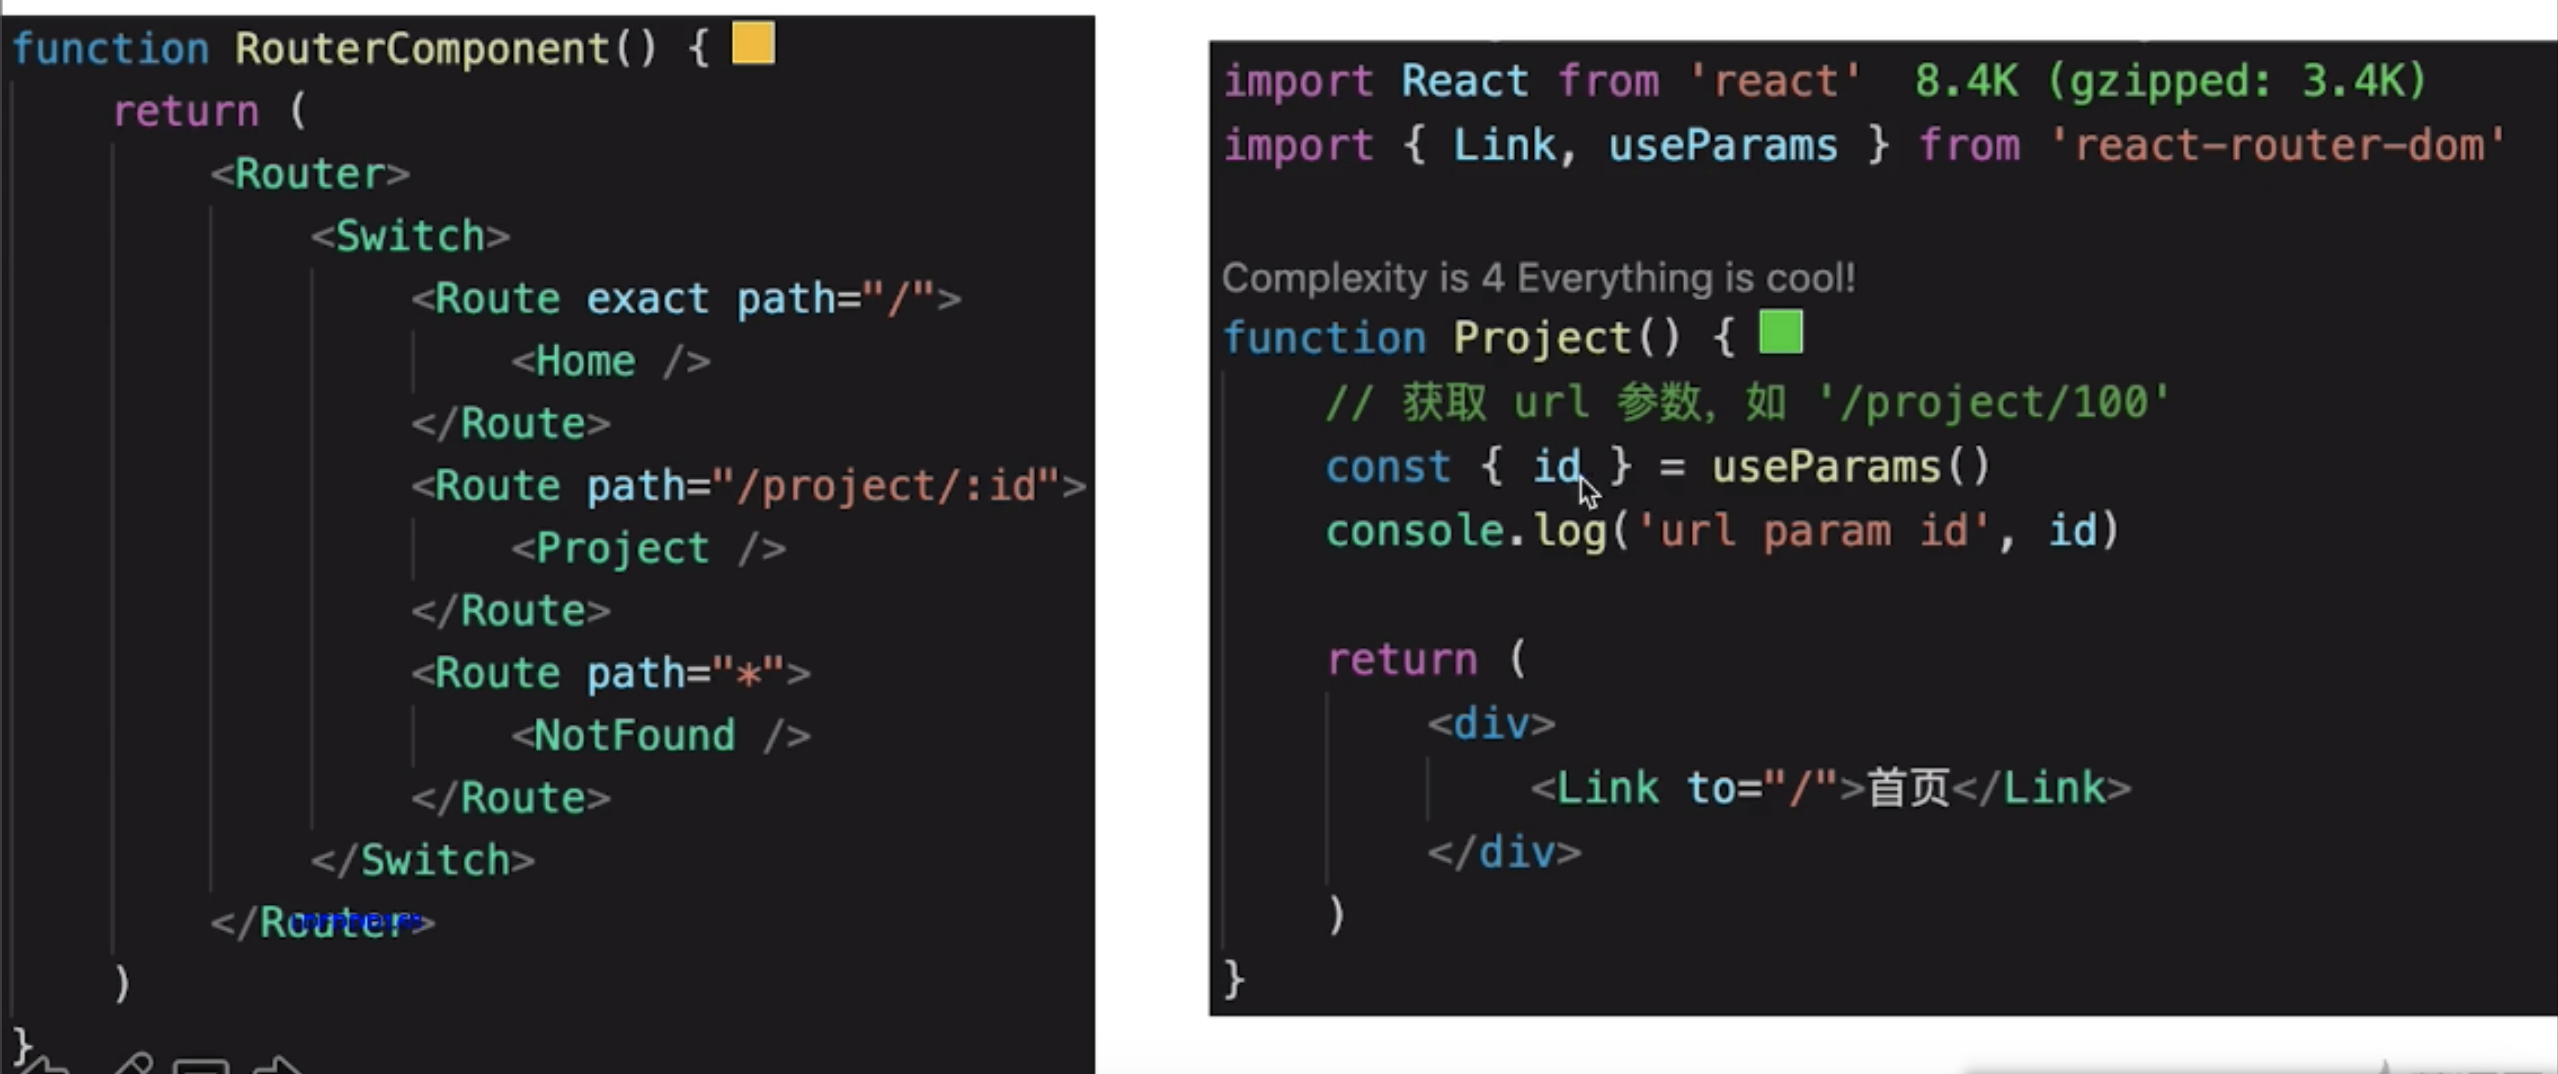 function RouterComponent() {
return (
<Router>
<Switch>
<Route exact path="/">
<Home />
</Route>
<Route path="/project/:id">
<Project />
</Route>
<Route path="*">
<NotFound />
</Route>
</Switch>
</Router>
)
}
import React from 'react' 8.4K (gzipped: 3.4K)
import { Link, useParams } from 'react-router-dom'
Complexity is 4 Everything is cool!
function Project() {
// 获取 url 参数，如 '/project/100'
const { id } = useParams()
console.log('url param id', id)
return (
<div>
<Link to="/">首页</Link>
</div>
)
}